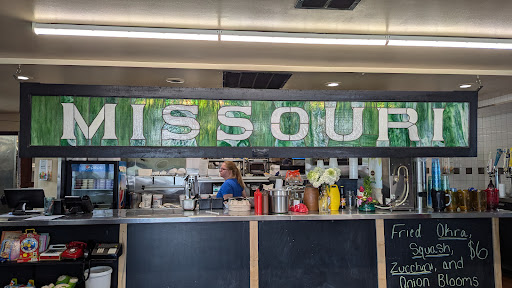 MISSOURI
Fried Okra, $6
Squash,
Zucchini, and
Onion Blooms